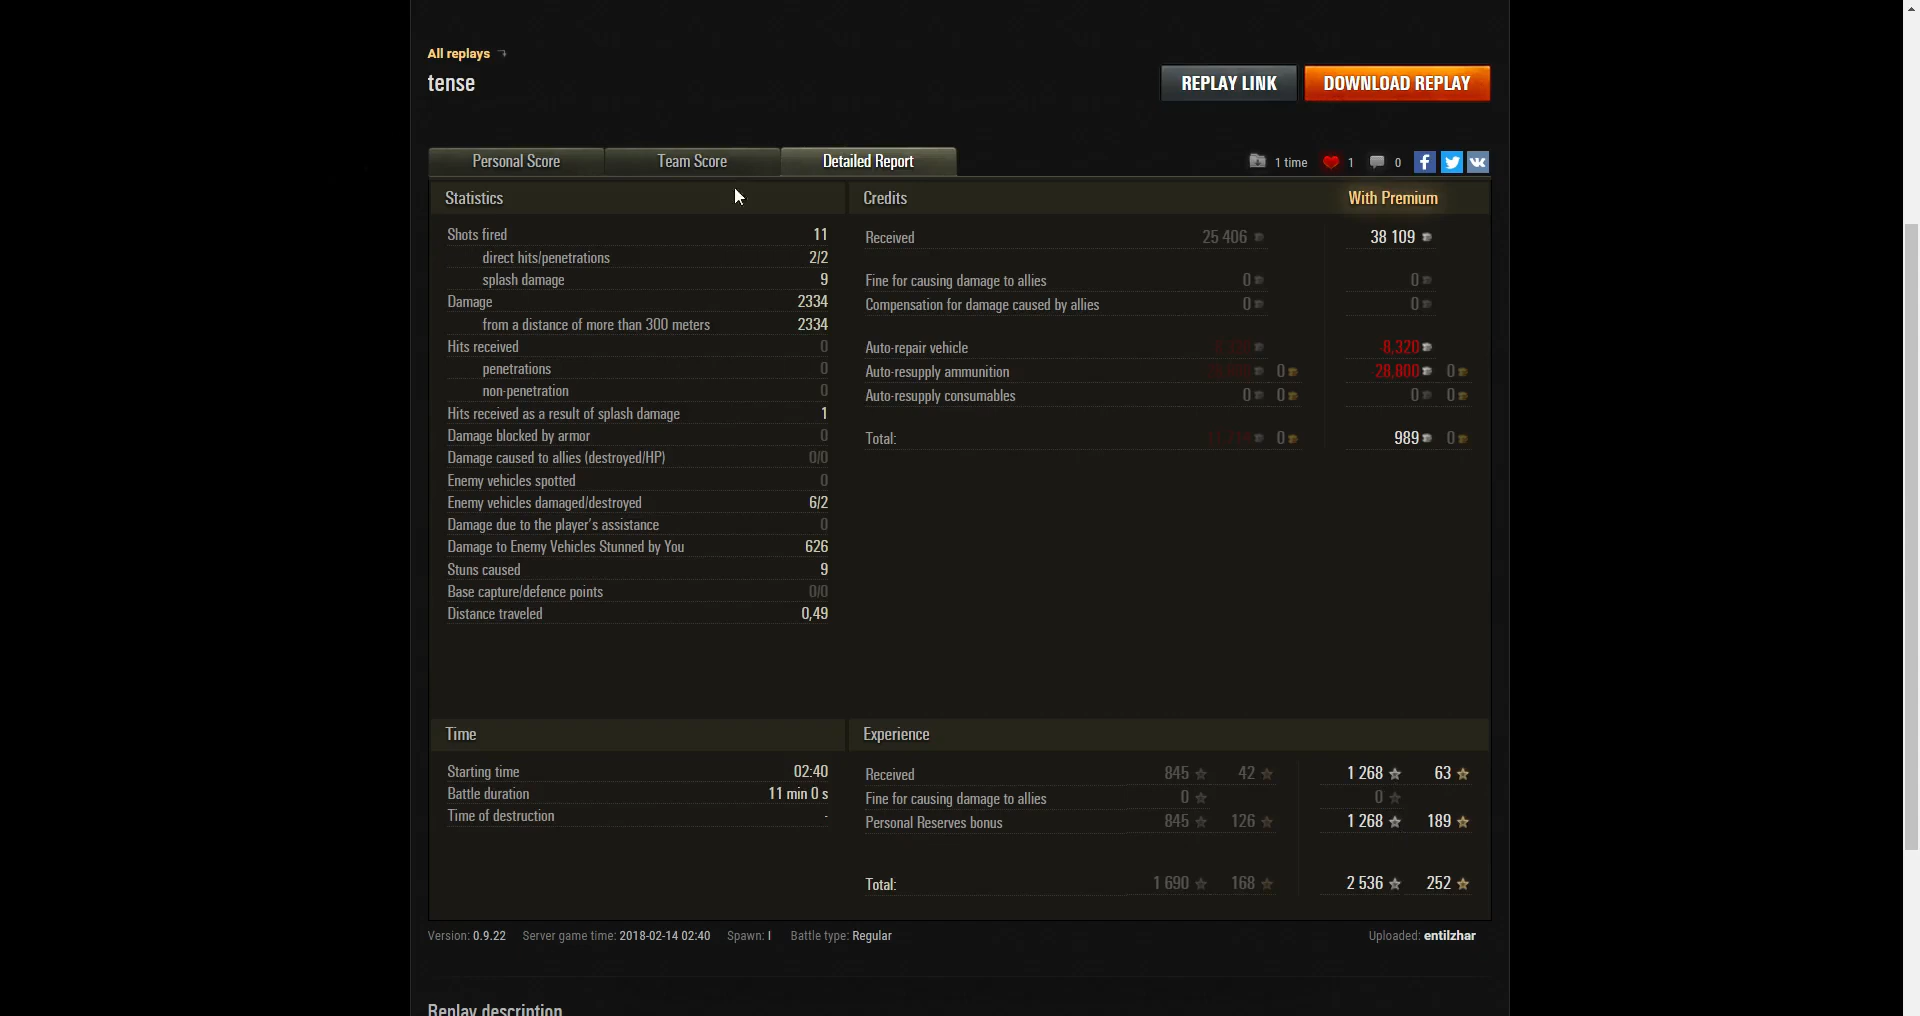 All replays
tense
REPLAY LINK DOWNLOAD REPLAY
Personal Score Team Score Detailed Report 1 time 1 0
Statistics
Shots fired 11
direct hits/penetrations 2/2
splash damage 9
Damage 2334
from a distance of more than 300 meters 2334
Hits received 0
penetrations 0
non-penetration 0
Hits received as a result of splash damage 1
Damage blocked by armor 0
Damage caused to allies (destroyed/HP) 0/0
Enemy vehicles spotted 0
Enemy vehicles damaged/destroyed 6/2
Damage due to the player's assistance 0
Damage to Enemy Vehicles Stunned by You 626
Stuns caused 9
Base capture/defence points 0/0
Distance traveled 0,49
Credits With Premium
Received 25 406 38 109
Fine for causing damage to allies 0 0
Compensation for damage caused by allies 0 0
Auto-repair vehicle -8,320
Auto-resupply ammunition 0 28,800 0
Auto-resupply consumables 0 0 0 0
Total: 0 989 0
Time
Starting time 02:40
Battle duration 11 min 0 s
Time of destruction -
Experience
Received 845 42 1 268 63
Fine for causing damage to allies 0 0
Personal Reserves bonus 845 126 1 268 189
Total: 1 690 168 2 536 252
Version: 0.9.22 Server game time: 2018-02-14 02:40 Spawn: I Battle type: Regular Uploaded: entilzhar
Replay description